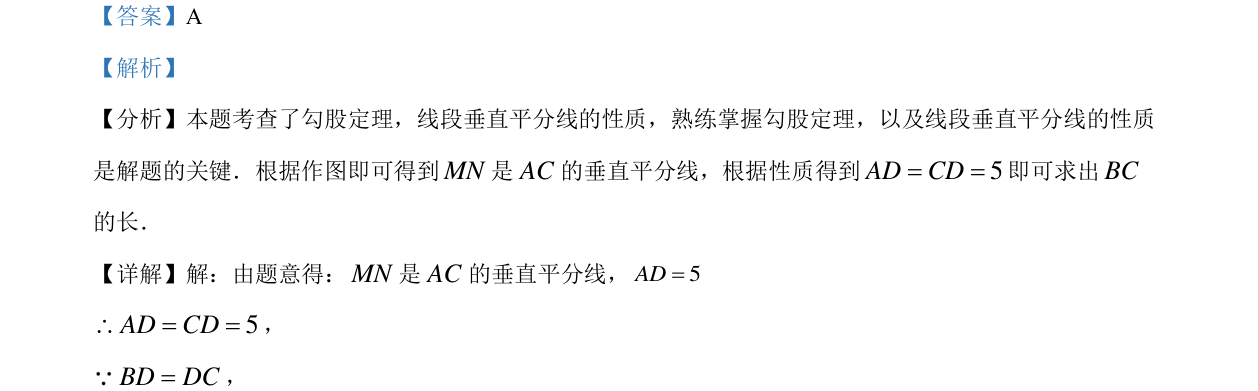 【答案】A
【解析】
【分析】本题考查了勾股定理，线段垂直平分线的性质，熟练掌握勾股定理，以及线段垂直平分线的性质
是解题的关键．根据作图即可得到 MN 是 AC 的垂直平分线，根据性质得到 AD = CD = 5 即可求出 BC
的长．
【详解】解：由题意得： MN 是 AC 的垂直平分线， AD = 5
∴ AD = CD = 5，
∵ BD = DC，